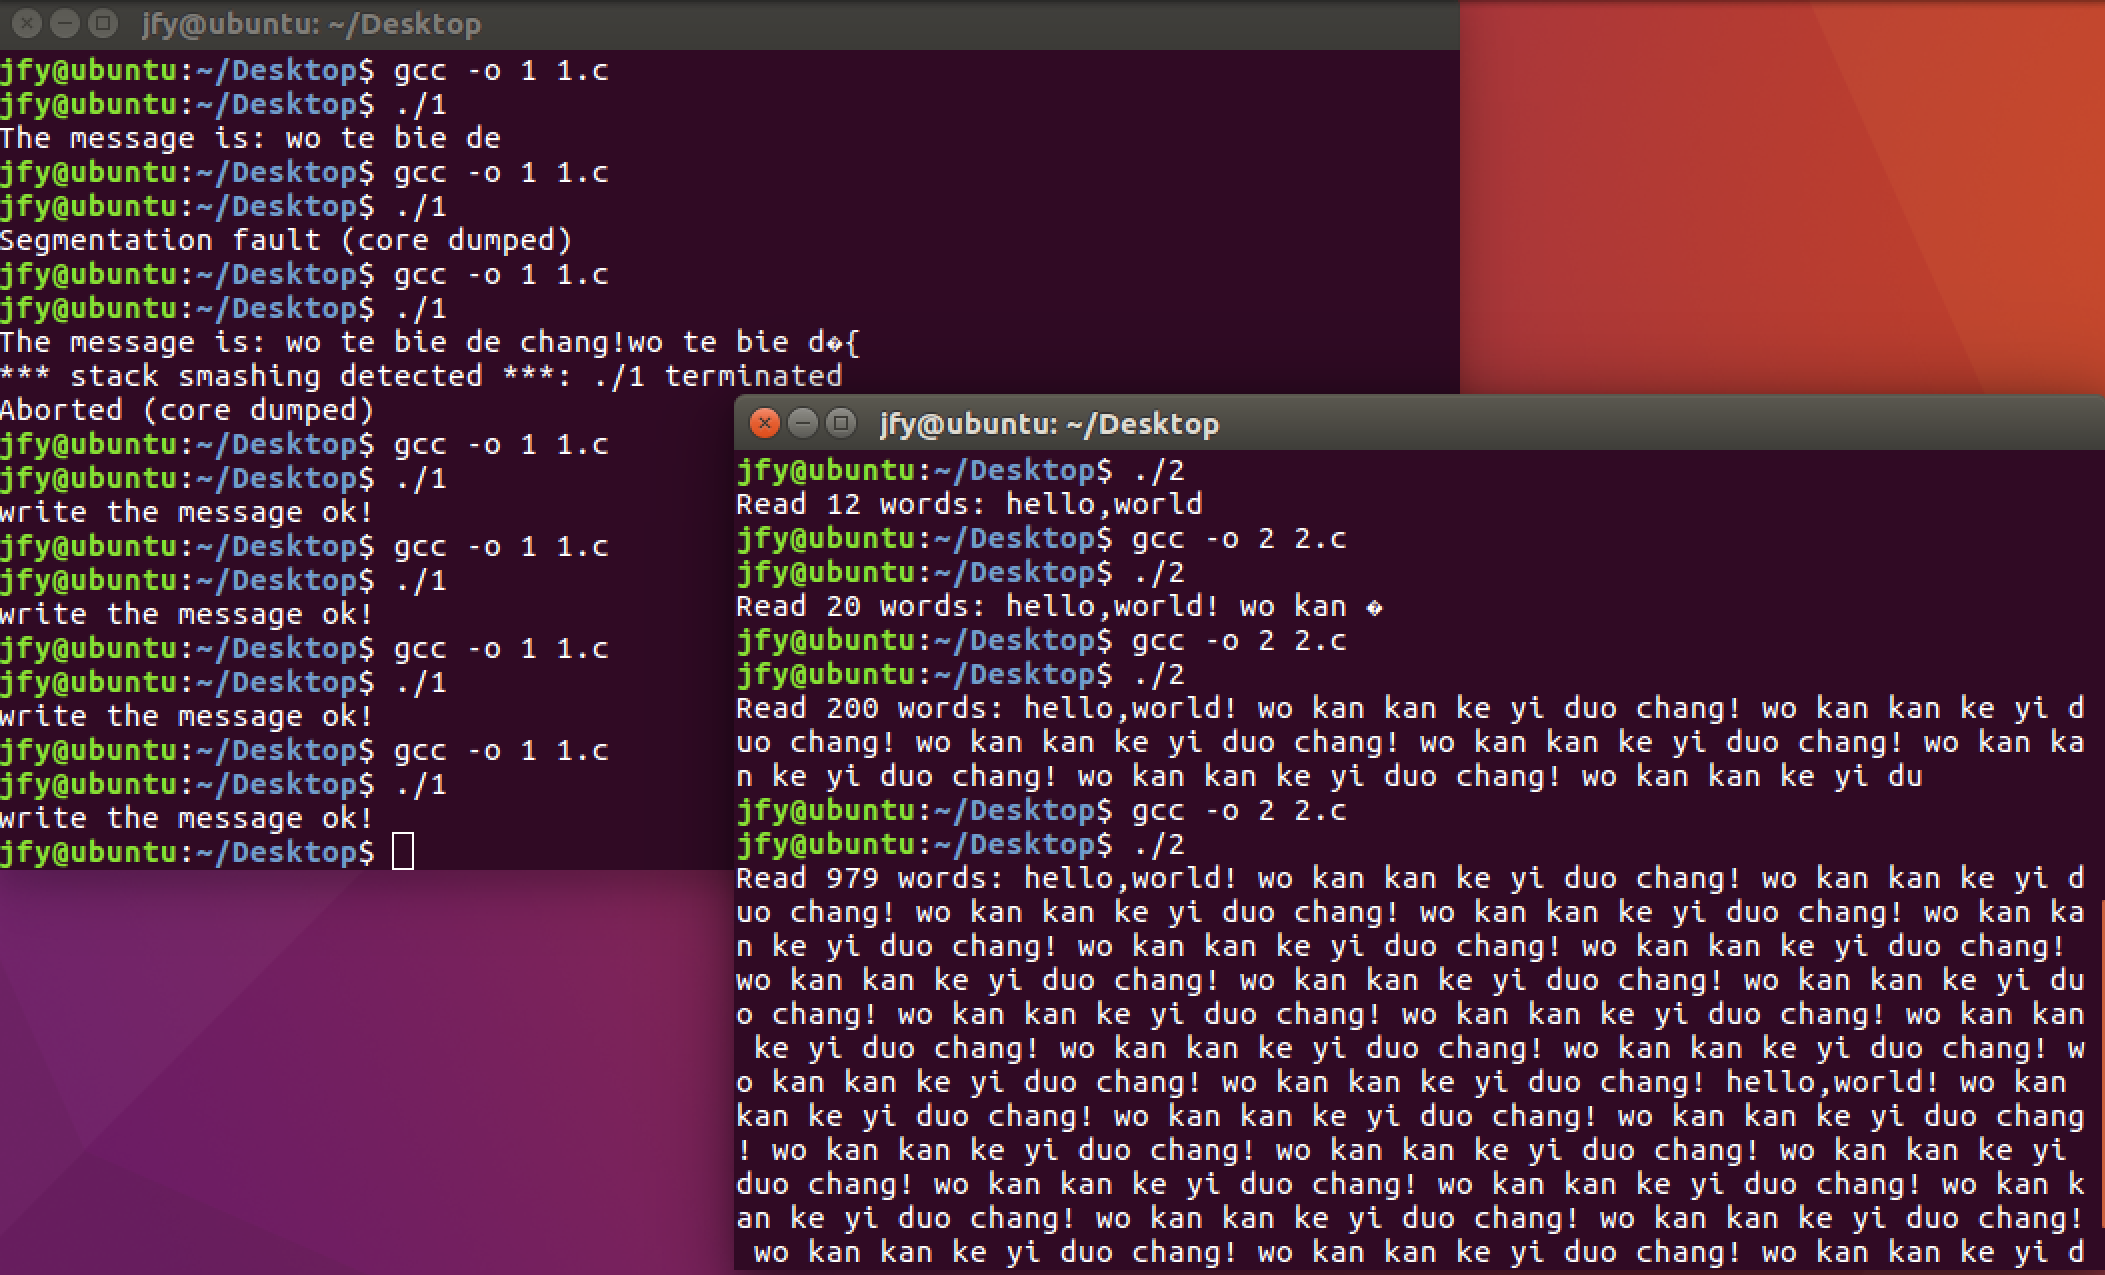 jfy@ubuntu: ~/Desktop
jfy@ubuntu:~/Desktop$ gcc -o 1 1.c
jfy@ubuntu:~/Desktop$ ./1
The message is: wo te bie de
jfy@ubuntu:~/Desktop$ gcc -o 1 1.c
jfy@ubuntu:~/Desktop$ ./1
Segmentation fault (core dumped)
jfy@ubuntu:~/Desktop$ gcc -o 1 1.c
jfy@ubuntu:~/Desktop$ ./1
The message is: wo te bie de chang!wo te bie d�{
*** stack smashing detected ***: ./1 terminated
Aborted (core dumped)
jfy@ubuntu:~/Desktop$ gcc -o 1 1.c
jfy@ubuntu:~/Desktop$ ./1
write the message ok!
jfy@ubuntu:~/Desktop$ gcc -o 1 1.c
jfy@ubuntu:~/Desktop$ ./1
write the message ok!
jfy@ubuntu:~/Desktop$ gcc -o 1 1.c
jfy@ubuntu:~/Desktop$ ./1
write the message ok!
jfy@ubuntu:~/Desktop$ gcc -o 1 1.c
jfy@ubuntu:~/Desktop$ ./1
write the message ok!
jfy@ubuntu:~/Desktop$
jfy@ubuntu: ~/Desktop
jfy@ubuntu:~/Desktop$ ./2
Read 12 words: hello,world
jfy@ubuntu:~/Desktop$ gcc -o 2 2.c
jfy@ubuntu:~/Desktop$ ./2
Read 20 words: hello,world! wo kan �
jfy@ubuntu:~/Desktop$ gcc -o 2 2.c
jfy@ubuntu:~/Desktop$ ./2
Read 200 words: hello,world! wo kan kan ke yi duo chang! wo kan kan ke yi d
uo chang! wo kan kan ke yi duo chang! wo kan kan ke yi duo chang! wo kan ka
n ke yi duo chang! wo kan kan ke yi duo chang! wo kan kan ke yi du
jfy@ubuntu:~/Desktop$ gcc -o 2 2.c
jfy@ubuntu:~/Desktop$ ./2
Read 979 words: hello,world! wo kan kan ke yi duo chang! wo kan kan ke yi d
uo chang! wo kan kan ke yi duo chang! wo kan kan ke yi duo chang! wo kan ka
n ke yi duo chang! wo kan kan ke yi duo chang! wo kan kan ke yi duo chang!
wo kan kan ke yi duo chang! wo kan kan ke yi duo chang! wo kan kan ke yi du
o chang! wo kan kan ke yi duo chang! wo kan kan ke yi duo chang! wo kan kan
 ke yi duo chang! wo kan kan ke yi duo chang! wo kan kan ke yi duo chang! w
o kan kan ke yi duo chang! wo kan kan ke yi duo chang! hello,world! wo kan
kan ke yi duo chang! wo kan kan ke yi duo chang! wo kan kan ke yi duo chang
! wo kan kan ke yi duo chang! wo kan kan ke yi duo chang! wo kan kan ke yi
duo chang! wo kan kan ke yi duo chang! wo kan kan ke yi duo chang! wo kan k
an ke yi duo chang! wo kan kan ke yi duo chang! wo kan kan ke yi duo chang!
 wo kan kan ke yi duo chang! wo kan kan ke yi duo chang! wo kan kan ke yi d